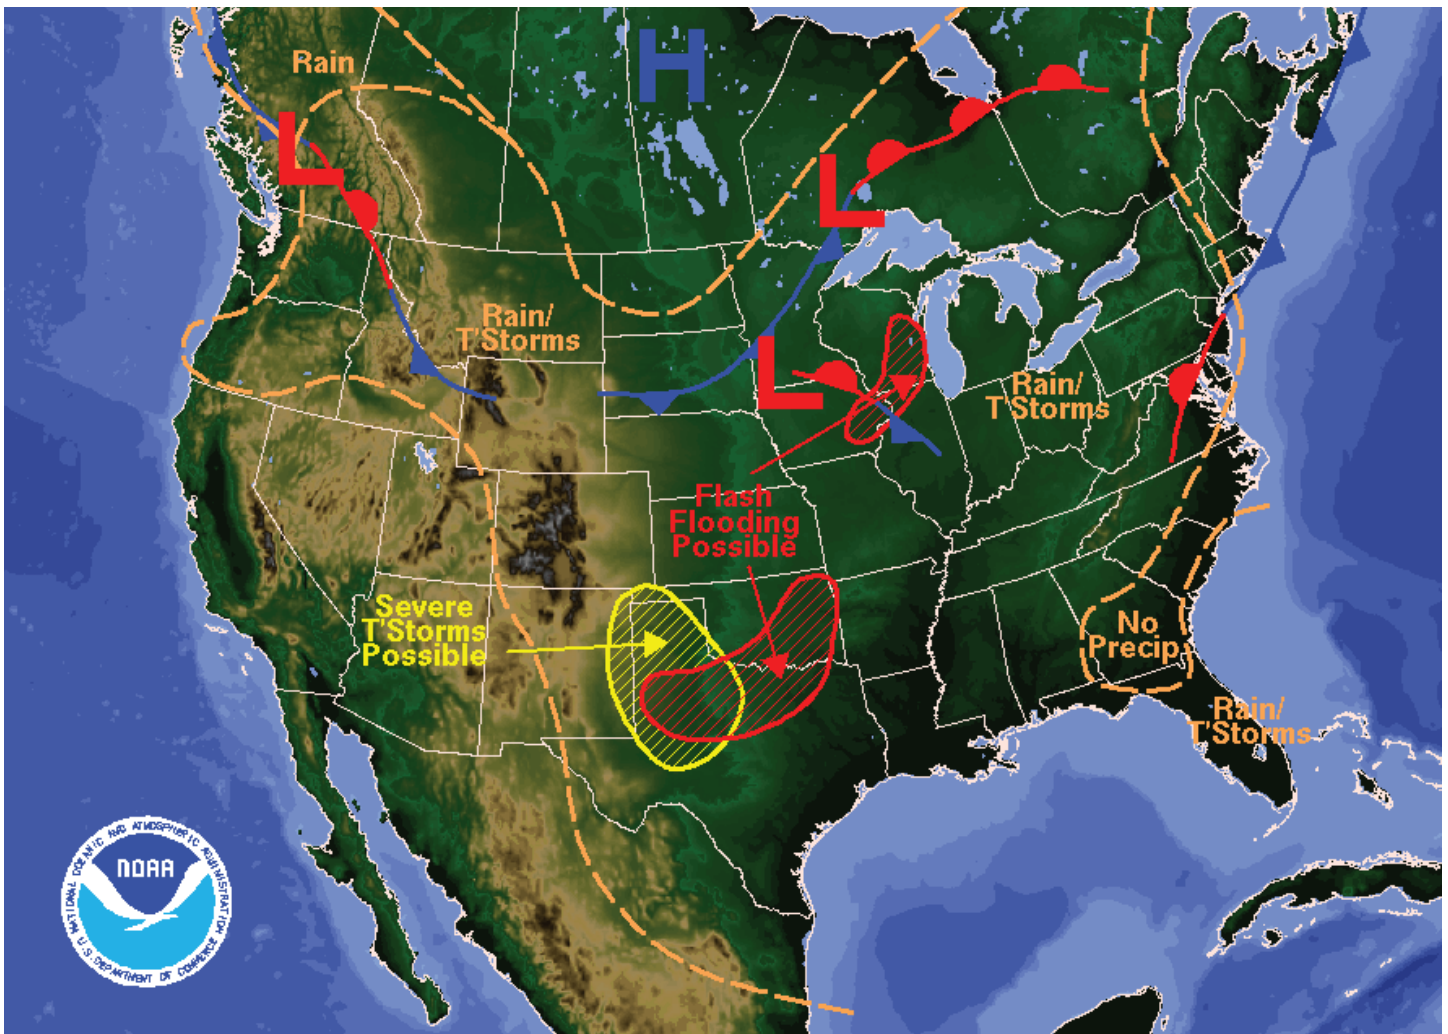 H
Rain
L
L
Rain/
T'Storms
L
Rain/
T'Storms
Flash
Flooding
Possible
Severe
T'Storms
Possible
No
Precip.
Rain/
T'Storms
NATIONAL OCEANIC AND ATMOSPHERIC ADMINISTRATION
NOAA
U.S. DEPARTMENT OF COMMERCE